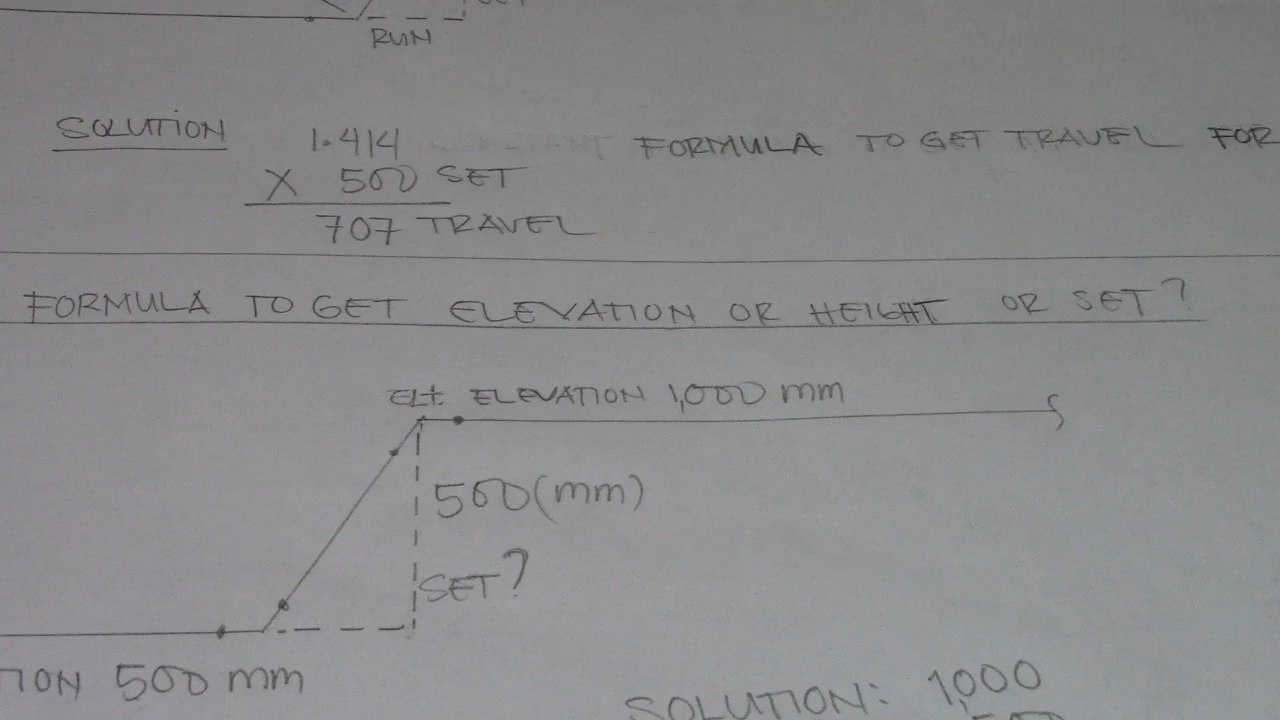 RUN
SOLUTION 1.414 FORMULA TO GET TRAVEL FOR
X 500 SET
707 TRAVEL
FORMULA TO GET ELEVATION OR HEIGHT OR SET?
ELEVATION 1,000 mm
500 (mm)
SET?
TION 500 mm
SOLUTION: 1,000